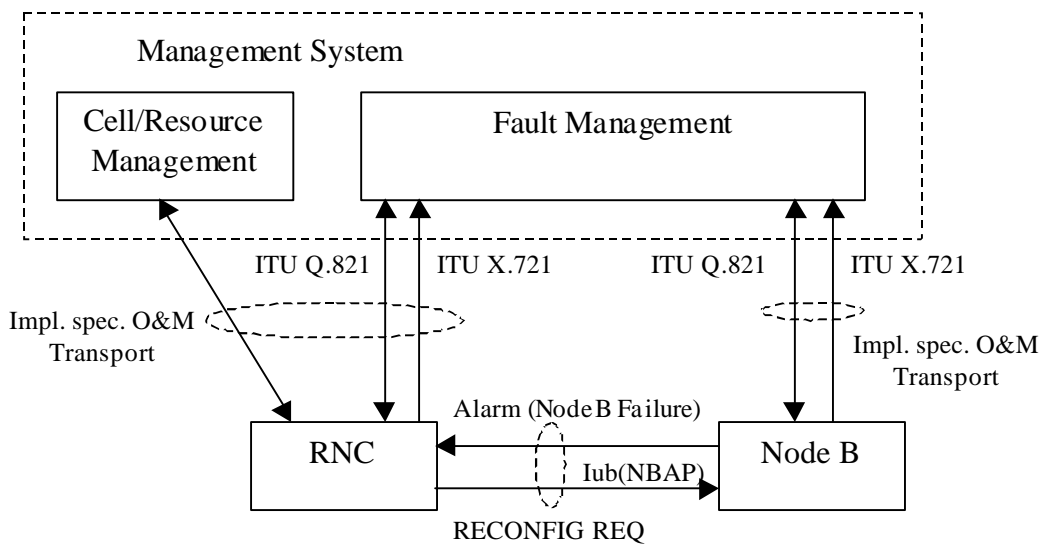 Management System
Cell/Resource
Management
Fault Management
ITU Q.821
ITU X.721
ITU Q.821
ITU X.721
Impl. spec. O&M
Transport
Impl. spec. O&M
Transport
Alarm (NodeB Failure)
RNC
Node B
Iub(NBAP)
RECONFIG REQ